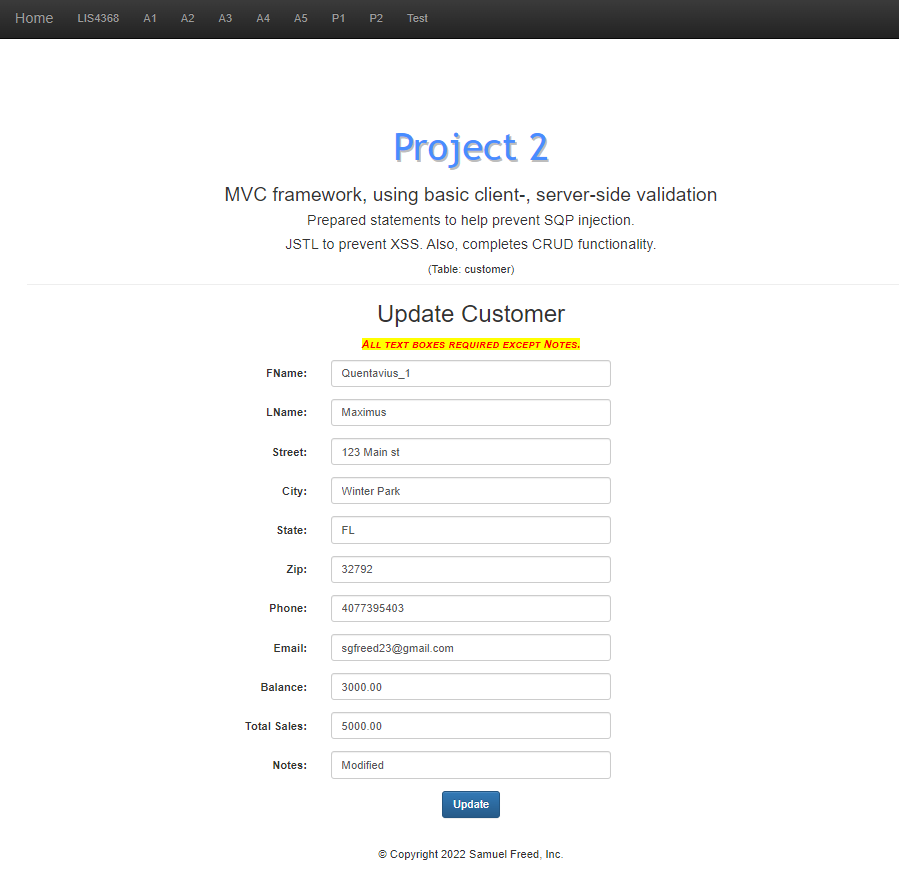 Home LIS4368 A1 A2 A3 A4 A5 P1 P2 Test
Project 2
MVC framework, using basic client-, server-side validation
Prepared statements to help prevent SQP injection.
JSTL to prevent XSS. Also, completes CRUD functionality.
(Table: customer)
Update Customer
All text boxes required except Notes.
FName: Quentavius_1
LName: Maximus
Street: 123 Main st
City: Winter Park
State: FL
Zip: 32792
Phone: 4077395403
Email: sgfreed23@gmail.com
Balance: 3000.00
Total Sales: 5000.00
Notes: Modified
Update
© Copyright 2022 Samuel Freed, Inc.